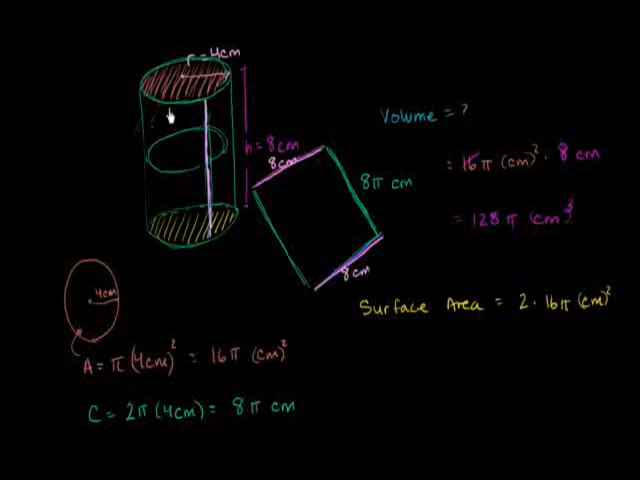 r = 4cm
h = 8cm
8cm
8π cm
8cm
Volume = ?
= 16π (cm)² · 8 cm
= 128π (cm)³
Surface Area = 2 · 16π (cm)²
4cm
A = π (4cm)² = 16π (cm)²
C = 2π (4cm) = 8π cm